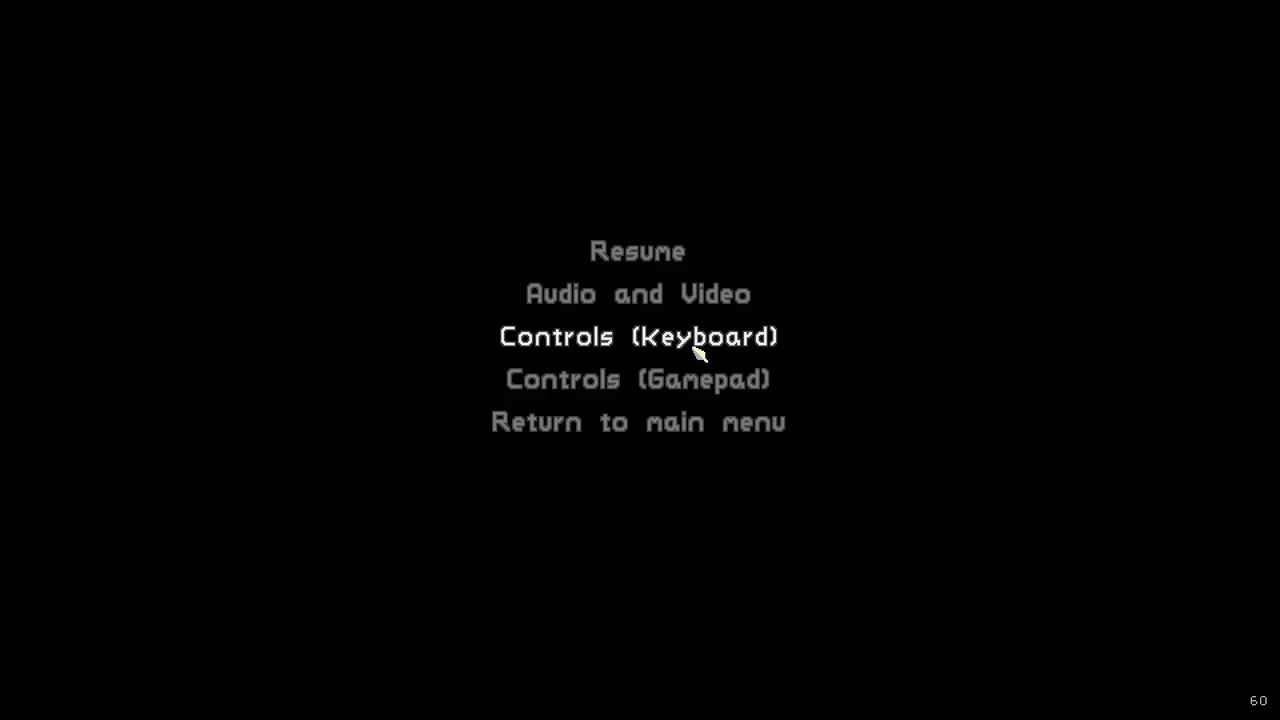 Resume
Audio and Video
Controls (Keyboard)
Controls (Gamepad)
Return to main menu
60